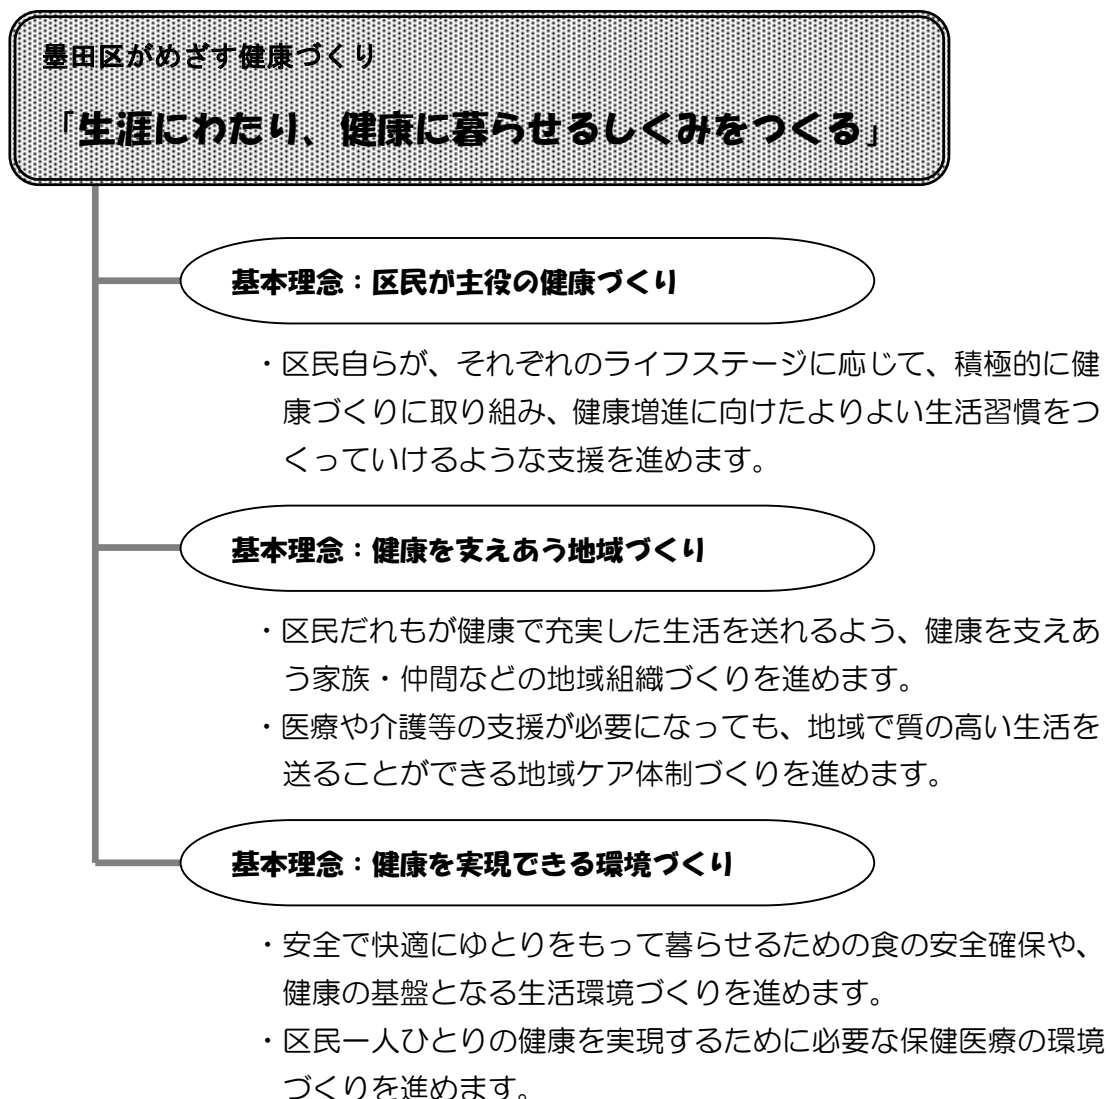 墨田区がめざす健康づくり
「生涯にわたり、健康に暮らせるしくみをつくる」
基本理念：区民が主役の健康づくり
・区民自らが、それぞれのライフステージに応じて、積極的に健
康づくりに取り組み、健康増進に向けたよりよい生活習慣をつ
くっていけるような支援を進めます。
基本理念：健康を支えあう地域づくり
・区民だれもが健康で充実した生活を送れるよう、健康を支えあ
う家族・仲間などの地域組織づくりを進めます。
・医療や介護等の支援が必要になっても、地域で質の高い生活を
送ることができる地域ケア体制づくりを進めます。
基本理念：健康を実現できる環境づくり
・安全で快適にゆとりをもって暮らせるための食の安全確保や、
健康の基盤となる生活環境づくりを進めます。
・区民一人ひとりの健康を実現するために必要な保健医療の環境
づくりを進めます。